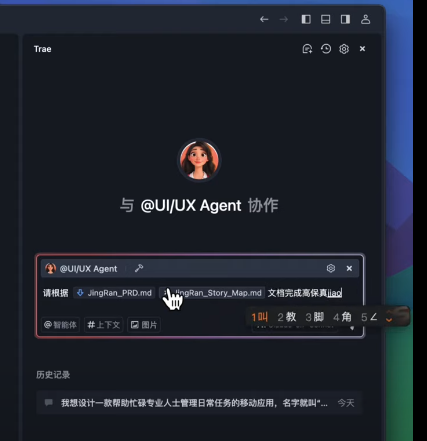 Trae
与 @UI/UX Agent 协作
@UI/UX Agent
请根据 JingRan_PRD.md JingRan_Story_Map.md 文档完成高保真jiao
1叫 2教 3脚 4角 5∠
@智能体 #上下文 图片
历史记录
我想设计一款帮助忙碌专业人士管理日常任务的移动应用，名字就叫“... 今天